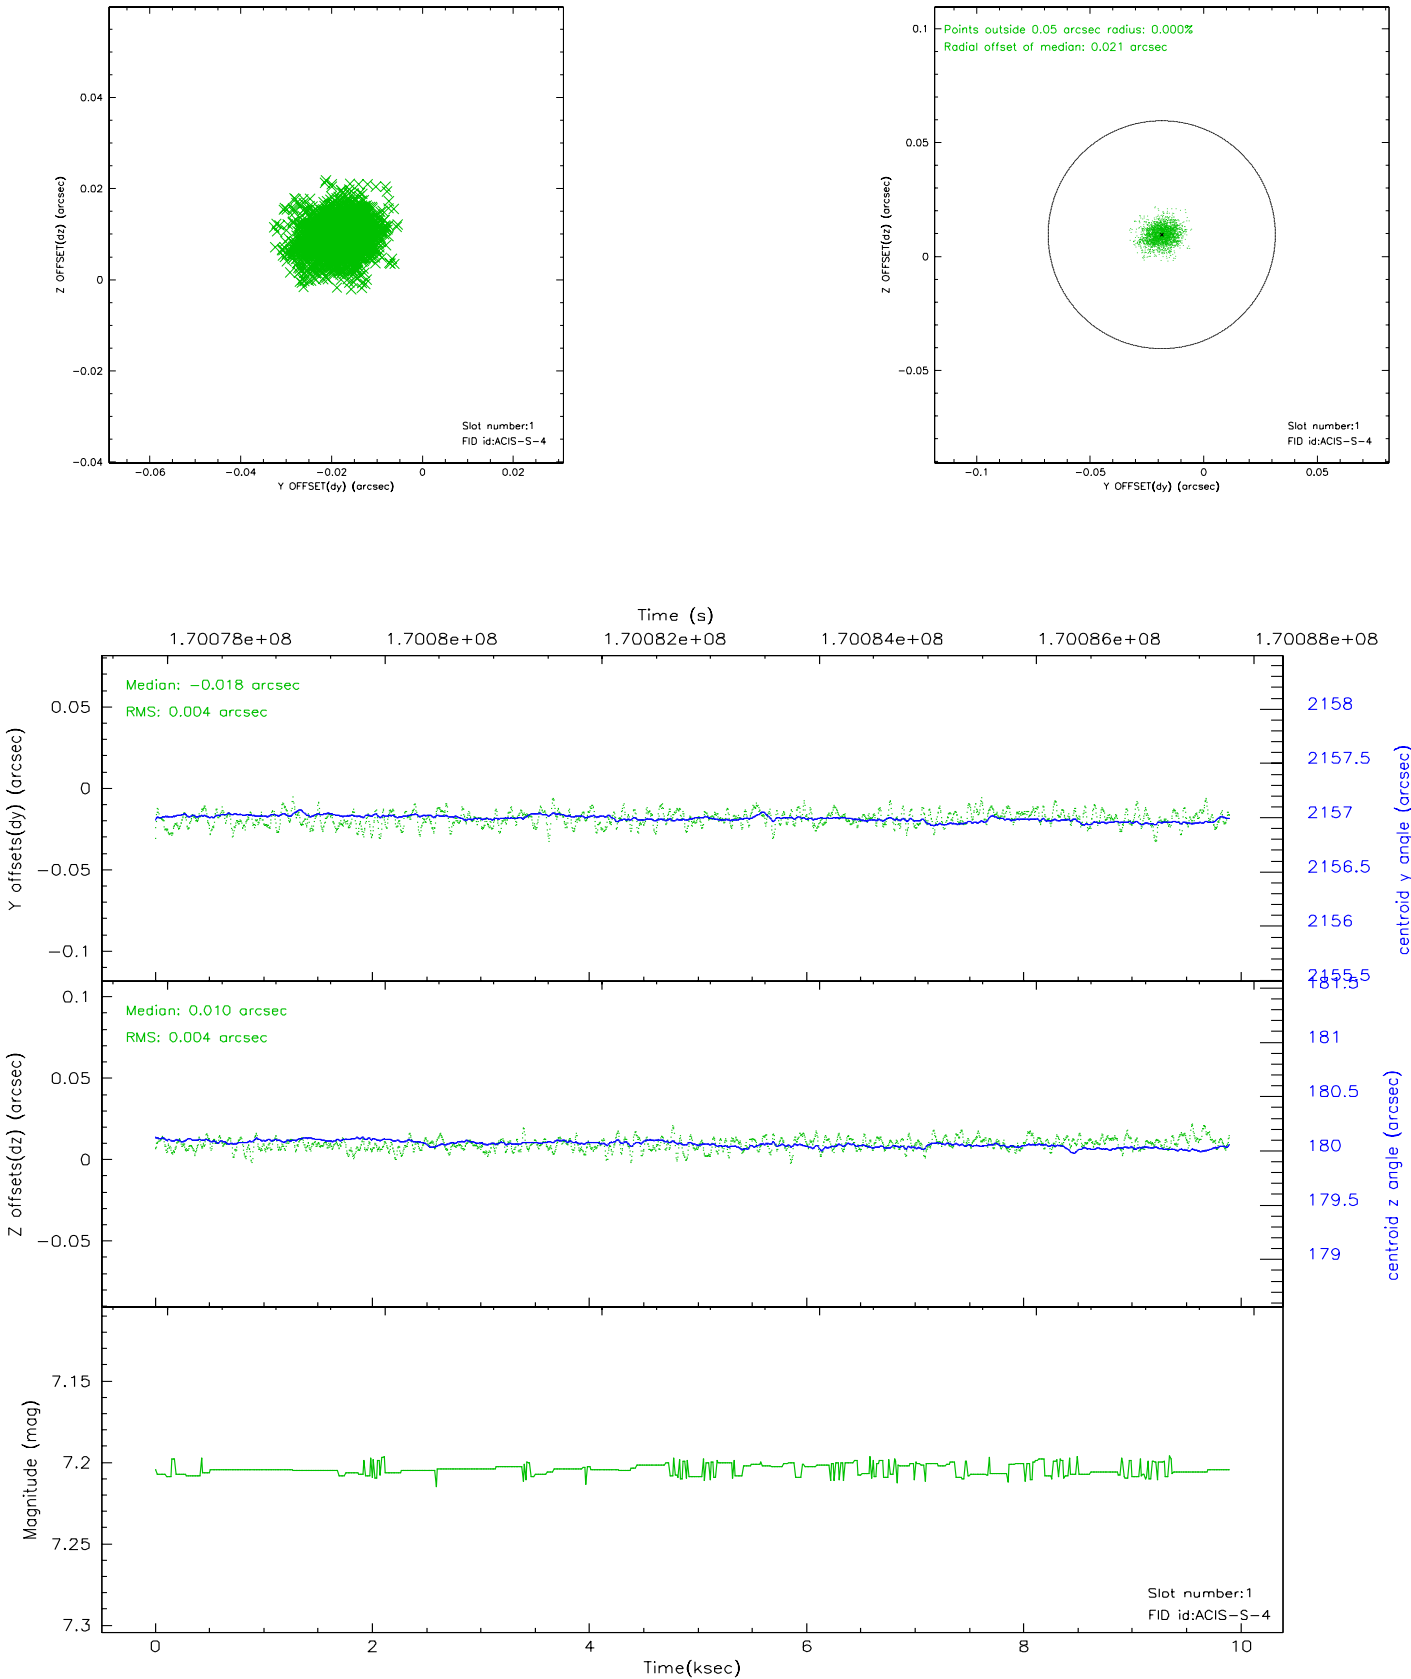 0.04
0.02
0
−0.02
−0.04
Z OFFSET(dz) (arcsec)
Slot number:1
FID id:ACIS−S−4
−0.06 −0.04 −0.02 0 0.02
Y OFFSET(dy) (arcsec)
Points outside 0.05 arcsec radius: 0.000%
Radial offset of median: 0.021 arcsec
0.1
0.05
0
−0.05
Z OFFSET(dz) (arcsec)
Slot number:1
FID id:ACIS−S−4
−0.1 −0.05 0 0.05
Y OFFSET(dy) (arcsec)
Time (s)
1.70078e+08 1.7008e+08 1.70082e+08 1.70084e+08 1.70086e+08 1.70088e+08
Median: −0.018 arcsec
RMS: 0.004 arcsec
0.05
0
−0.05
−0.1
Y offsets(dy) (arcsec)
2158
2157.5
2157
2156.5
2156
2155.5
centroid y angle (arcsec)
Median: 0.010 arcsec
RMS: 0.004 arcsec
0.1
0.05
0
−0.05
Z offsets(dz) (arcsec)
181.5
181
180.5
180
179.5
179
centroid z angle (arcsec)
7.15
7.2
7.25
7.3
Magnitude (mag)
Slot number:1
FID id:ACIS−S−4
0 2 4 6 8 10
Time(ksec)